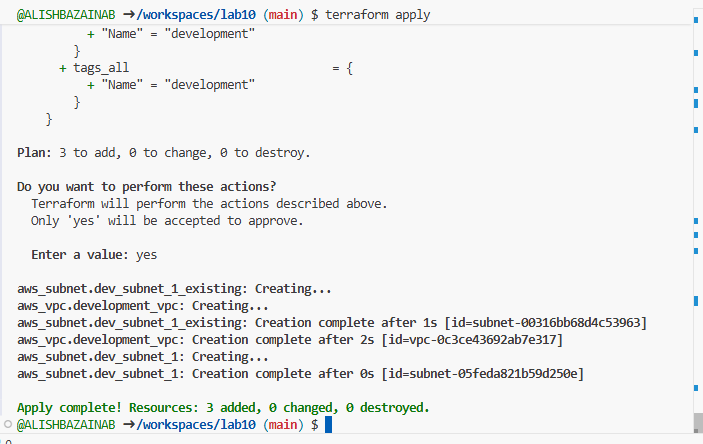 @ALISHBAZAINAB ➜/workspaces/lab10 (main) $ terraform apply
+ "Name" = "development"
}
+ tags_all = {
+ "Name" = "development"
}
}
Plan: 3 to add, 0 to change, 0 to destroy.
Do you want to perform these actions?
Terraform will perform the actions described above.
Only 'yes' will be accepted to approve.
Enter a value: yes
aws_subnet.dev_subnet_1_existing: Creating...
aws_vpc.development_vpc: Creating...
aws_subnet.dev_subnet_1_existing: Creation complete after 1s [id=subnet-00316bb68d4c53963]
aws_vpc.development_vpc: Creation complete after 2s [id=vpc-0c3ce43692ab7e317]
aws_subnet.dev_subnet_1: Creating...
aws_subnet.dev_subnet_1: Creation complete after 0s [id=subnet-05feda821b59d250e]
Apply complete! Resources: 3 added, 0 changed, 0 destroyed.
@ALISHBAZAINAB ➜/workspaces/lab10 (main) $